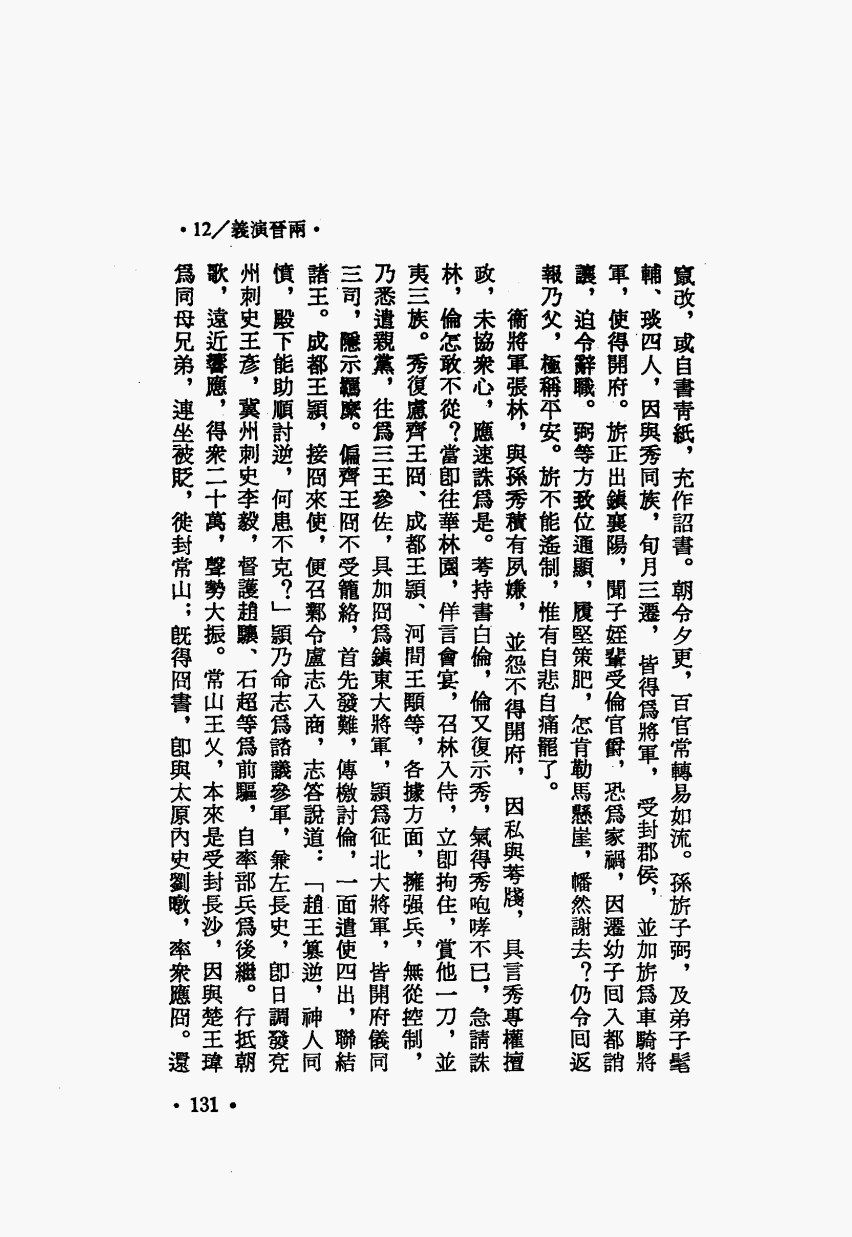 •12／兩晉演義•
竄改，或自書靑紙，充作詔書。朝令夕更，百官常轉易如流。孫旂子弼，及弟子髦
輔、琰四人，因與秀同族，旬月三遷，皆得爲將軍，受封郡侯，並加旂爲車騎將
軍，使得開府。旂正出鎭襄陽，聞子姪輩受倫官爵，恐爲家禍，因遷幼子回入都誚
讓，迫令辭職。弼等方致位通顯，履堅策肥，怎肯勒馬懸崖，幡然謝去？仍令回返
報乃父，極稱平安。旂不能遙制，惟有自悲自痛罷了。
衞將軍張林，與孫秀積有夙嫌，並怨不得開府，因私與荂牋，具言秀專權擅
政，未協衆心，應速誅爲是。荂持書白倫，倫又復示秀，氣得秀咆哮不已，急請誅
林，倫怎敢不從？當卽往華林園，佯言會宴，召林入侍，立卽拘住，賞他一刀，並
夷三族。秀復慮齊王冏、成都王顒、河間王顒等，各據方面，擁强兵，無從控制，
乃悉遣親黨，往爲三王參佐，具加冏爲鎭東大將軍，穎爲征北大將軍，皆開府儀同
三司，隱示羈縻。偏齊王冏不受籠絡，首先發難，傳檄討倫，一面遣使四出，聯結
諸王。成都王穎，接冏來使，便召鄴令盧志入商，志答說道：「趙王簒逆，神人同
憤，殿下能助順討逆，何患不克？」穎乃命志爲諮議參軍，兼左長史，卽日調發兗
州刺史王彥，冀州刺史李毅，督護趙驤、石超等爲前驅，自率部兵爲後繼。行抵朝
歌，遠近響應，得衆二十萬，聲勢大振。常山王乂，本來是受封長沙，因與楚王瑋
爲同母兄弟，連坐被貶，徙封常山；旣得冏書，卽與太原內史劉暾，率衆應冏。還
•131•